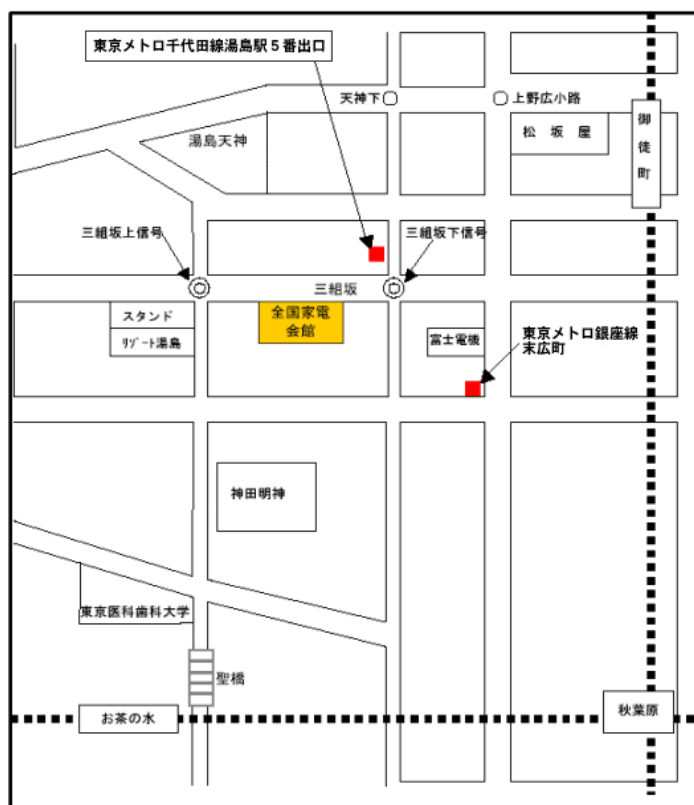 東京メトロ千代田線湯島駅5番出口
天神下
上野広小路
御徒町
松坂屋
湯島天神
三組坂上信号
三組坂下信号
三組坂
スタンド
全国家電
会館
リゾート湯島
富士電機
東京メトロ銀座線
末広町
神田明神
東京医科歯科大学
聖橋
お茶の水
秋葉原